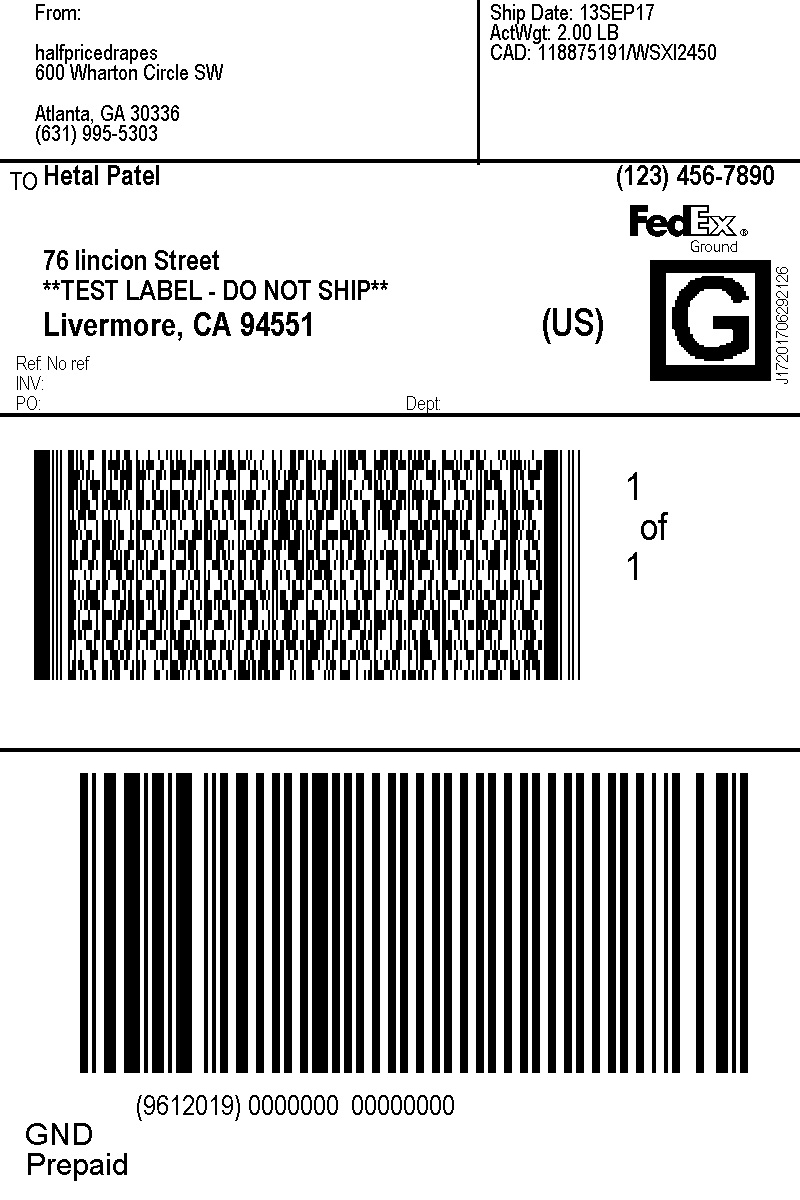 From:
halfpricedrapes
600 Wharton Circle SW
Atlanta, GA 30336
(631) 995-5303
Ship Date: 13SEP17
ActWgt: 2.00 LB
CAD: 118875191/WSXI2450
TO Hetal Patel
(123) 456-7890
FedEx®
Ground
76 lincion Street
**TEST LABEL - DO NOT SHIP**
Livermore, CA 94551
(US)
G
J17201706292126
Ref: No ref
INV:
PO:
Dept:
1
of
1
(9612019) 0000000 00000000
GND
Prepaid